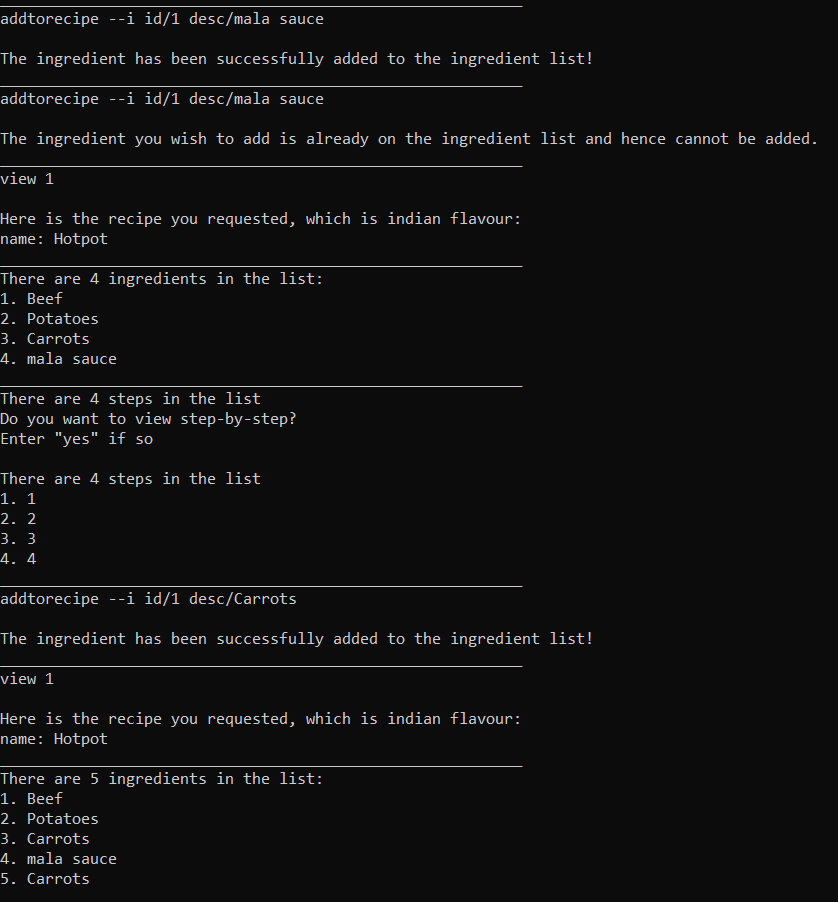 addtorecipe --i id/1 desc/mala sauce
The ingredient has been successfully added to the ingredient list!
addtorecipe --i id/1 desc/mala sauce
The ingredient you wish to add is already on the ingredient list and hence cannot be added.
view 1
Here is the recipe you requested, which is indian flavour:
name: Hotpot
There are 4 ingredients in the list:
1. Beef
2. Potatoes
3. Carrots
4. mala sauce
There are 4 steps in the list
Do you want to view step-by-step?
Enter "yes" if so
There are 4 steps in the list
1. 1
2. 2
3. 3
4. 4
addtorecipe --i id/1 desc/Carrots
The ingredient has been successfully added to the ingredient list!
view 1
Here is the recipe you requested, which is indian flavour:
name: Hotpot
There are 5 ingredients in the list:
1. Beef
2. Potatoes
3. Carrots
4. mala sauce
5. Carrots